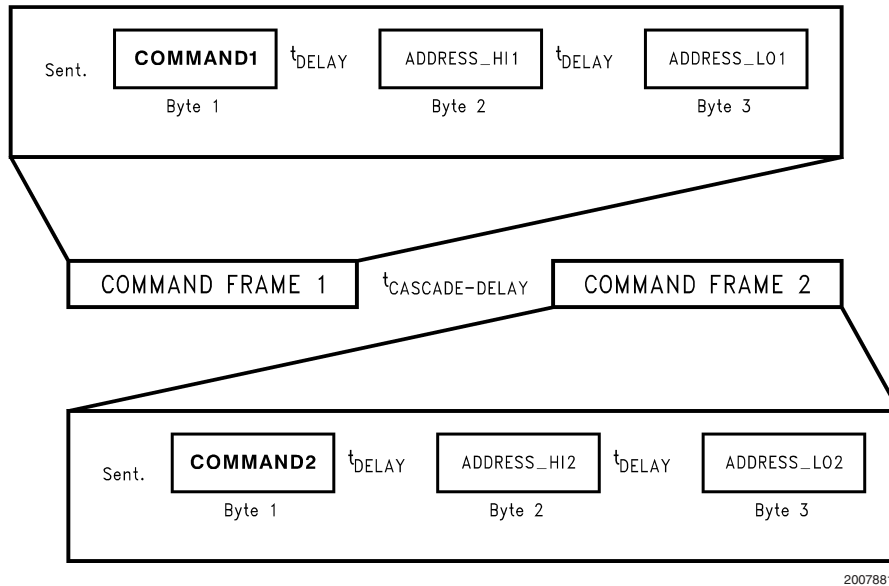 Sent. COMMAND1 tDELAY ADDRESS_HI1 tDELAY ADDRESS_LO1
Byte 1 Byte 2 Byte 3
COMMAND FRAME 1 tCASCADE-DELAY COMMAND FRAME 2
Sent. COMMAND2 tDELAY ADDRESS_HI2 tDELAY ADDRESS_LO2
Byte 1 Byte 2 Byte 3
2007881